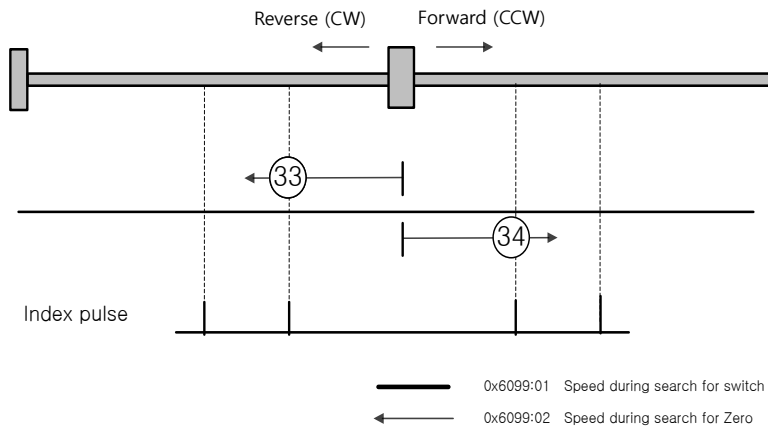 Reverse (CW) Forward (CCW)
33
34
Index pulse
0x6099:01 Speed during search for switch
0x6099:02 Speed during search for Zero